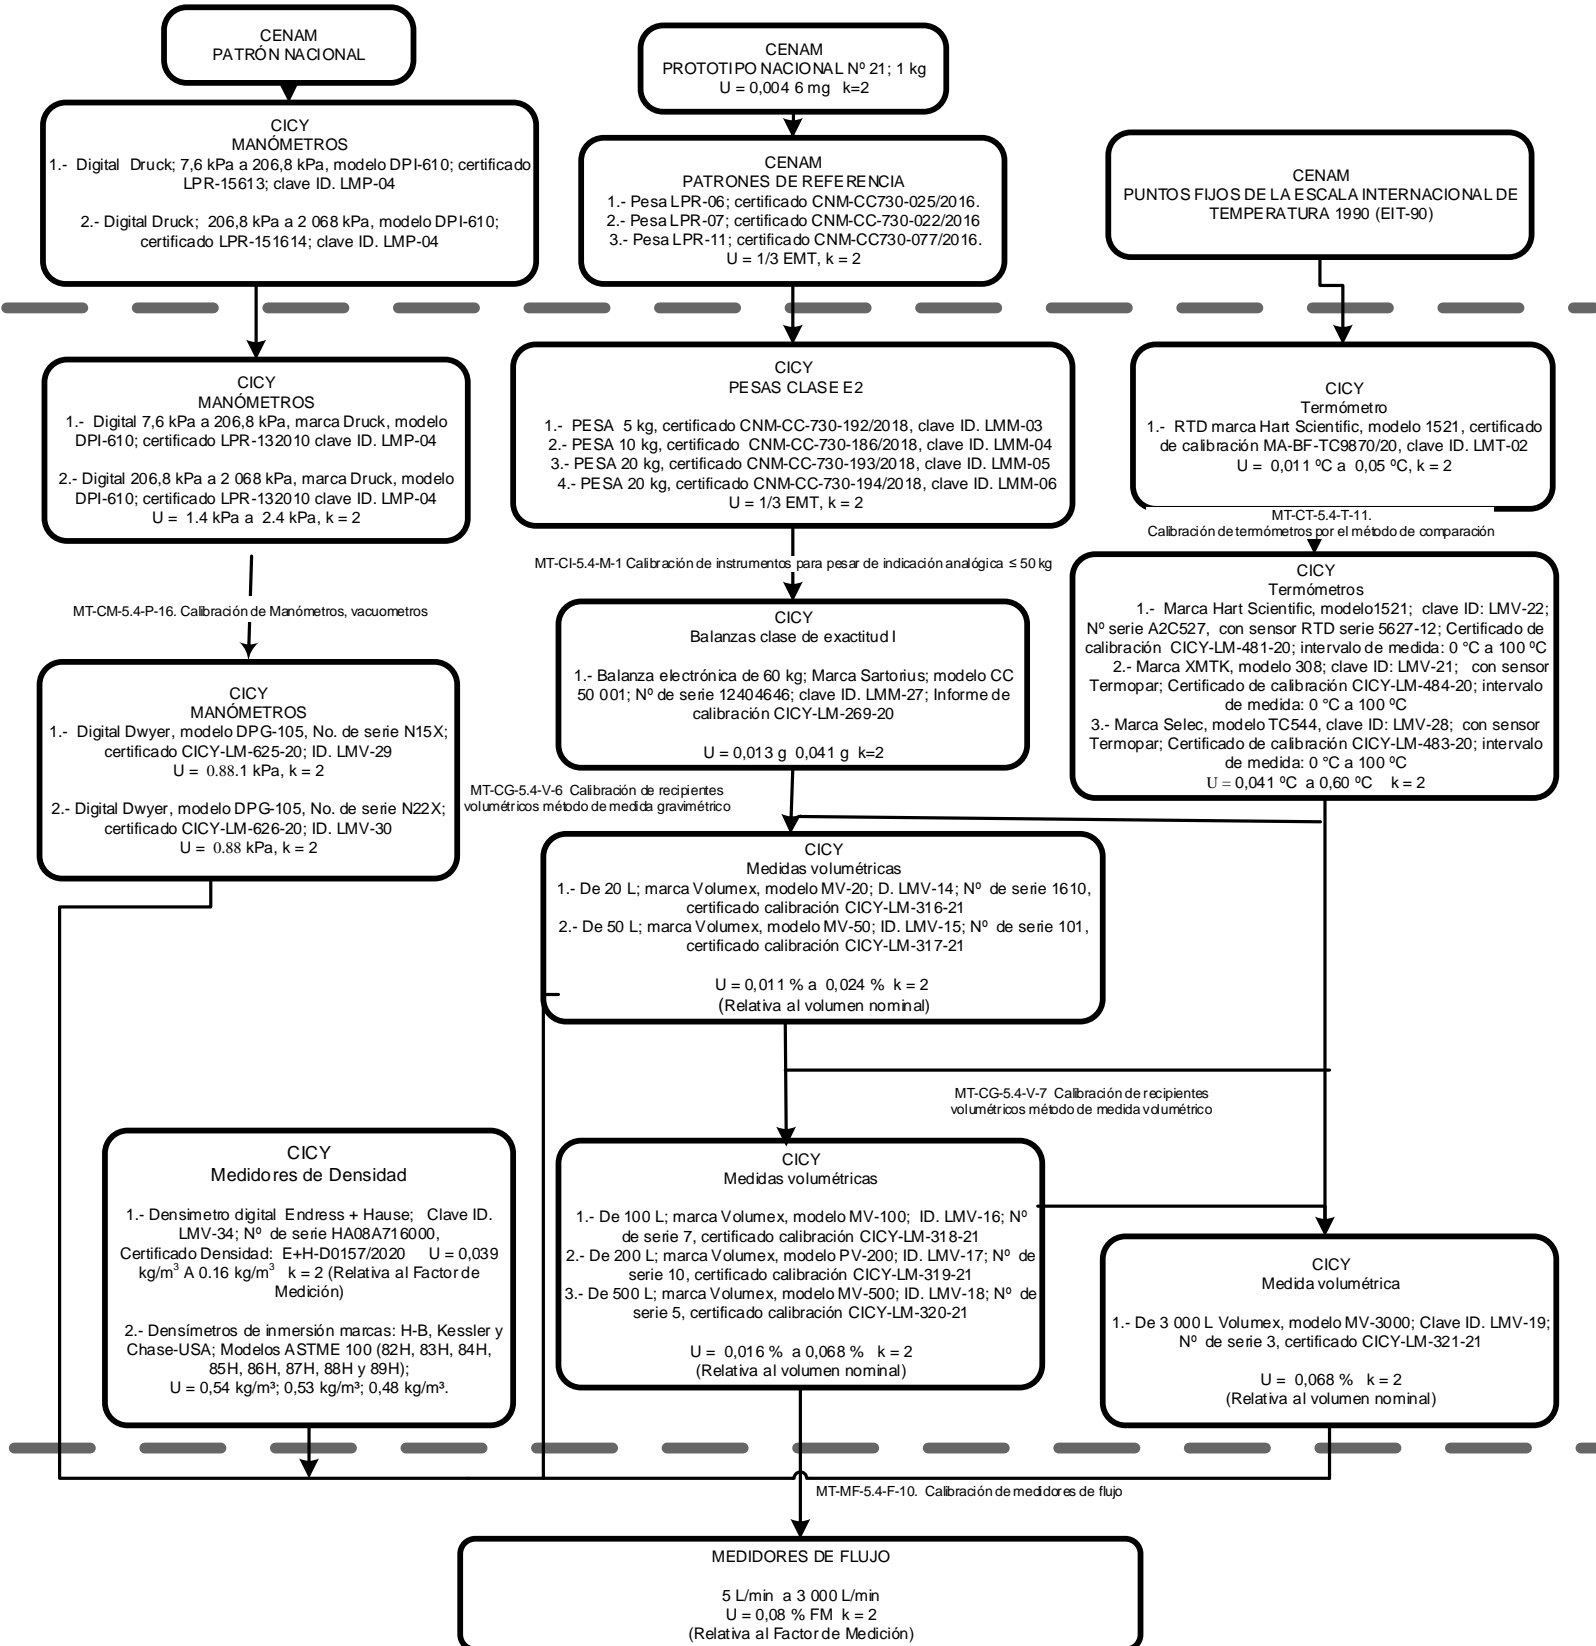 CENAM
PATRÓN NACIONAL
CENAM
PROTOTIPO NACIONAL Nº 21; 1 kg
U = 0,004 6 mg k=2
CICY
MANÓMETROS
1.- Digital Druck; 7,6 kPa a 206,8 kPa, modelo DPI-610; certificado
LPR-15613; clave ID. LMP-04
2.- Digital Druck; 206,8 kPa a 2 068 kPa, modelo DPI-610;
certificado LPR-151614; clave ID. LMP-04
CENAM
PATRONES DE REFERENCIA
1.- Pesa LPR-06; certificado CNM-CC730-025/2016.
2.- Pesa LPR-07; certificado CNM-CC-730-022/2016
3.- Pesa LPR-11; certificado CNM-CC730-077/2016.
U = 1/3 EMT, k = 2
CENAM
PUNTOS FIJOS DE LA ESCALA INTERNACIONAL DE
TEMPERATURA 1990 (EIT-90)
CICY
MANÓMETROS
1.- Digital 7,6 kPa a 206,8 kPa, marca Druck, modelo
DPI-610; certificado LPR-132010 clave ID. LMP-04
2.- Digital 206,8 kPa a 2 068 kPa, marca Druck, modelo
DPI-610; certificado LPR-132010 clave ID. LMP-04
U = 1.4 kPa a 2.4 kPa, k = 2
CICY
PESAS CLASE E2
1.- PESA 5 kg, certificado CNM-CC-730-192/2018, clave ID. LMM-03
2.- PESA 10 kg, certificado CNM-CC-730-186/2018, clave ID. LMM-04
3.- PESA 20 kg, certificado CNM-CC-730-193/2018, clave ID. LMM-05
4.- PESA 20 kg, certificado CNM-CC-730-194/2018, clave ID. LMM-06
U = 1/3 EMT, k = 2
CICY
Termómetro
1.- RTD marca Hart Scientific, modelo 1521, certificado
de calibración MA-BF-TC9870/20, clave ID. LMT-02
U = 0,011 ºC a 0,05 ºC, k = 2
MT-CT-5.4-T-11.
Calibración de termómetros por el método de comparación
MT-CI-5.4-M-1 Calibración de instrumentos para pesar de indicación analógica ≤ 50 kg
MT-CM-5.4-P-16. Calibración de Manómetros, vacuometros
CICY
Balanzas clase de exactitud I
1.- Balanza electrónica de 60 kg; Marca Sartorius; modelo CC
50 001; Nº de serie 12404646; clave ID. LMM-27; Informe de
calibración CICY-LM-269-20
U = 0,013 g 0,041 g k=2
CICY
Termómetros
1.- Marca Hart Scientific, modelo1521; clave ID: LMV-22;
Nº serie A2C527, con sensor RTD serie 5627-12; Certificado de
calibración CICY-LM-481-20; intervalo de medida: 0 °C a 100 ºC
2.- Marca XMTK, modelo 308; clave ID: LMV-21; con sensor
Termopar; Certificado de calibración CICY-LM-484-20; intervalo
de medida: 0 °C a 100 ºC
3.- Marca Selec, modelo TC544, clave ID: LMV-28; con sensor
Termopar; Certificado de calibración CICY-LM-483-20; intervalo
de medida: 0 °C a 100 ºC
U = 0,041 ºC a 0,60 ºC k = 2
CICY
MANÓMETROS
1.- Digital Dwyer, modelo DPG-105, No. de serie N15X;
certificado CICY-LM-625-20; ID. LMV-29
U = 0.88.1 kPa, k = 2
2.- Digital Dwyer, modelo DPG-105, No. de serie N22X;
certificado CICY-LM-626-20; ID. LMV-30
U = 0.88 kPa, k = 2
MT-CG-5.4-V-6 Calibración de recipientes
volumétricos método de medida gravimétrico
CICY
Medidas volumétricas
1.- De 20 L; marca Volumex, modelo MV-20; D. LMV-14; Nº de serie 1610,
certificado calibración CICY-LM-316-21
2.- De 50 L; marca Volumex, modelo MV-50; ID. LMV-15; Nº de serie 101,
certificado calibración CICY-LM-317-21
U = 0,011 % a 0,024 % k = 2
(Relativa al volumen nominal)
MT-CG-5.4-V-7 Calibración de recipientes
volumétricos método de medida volumétrico
CICY
Medidores de Densidad
1.- Densimetro digital Endress + Hause; Clave ID.
LMV-34; Nº de serie HA08A716000,
Certificado Densidad: E+H-D0157/2020 U = 0,039
kg/m³ A 0.16 kg/m³ k = 2 (Relativa al Factor de
Medición)
2.- Densímetros de inmersión marcas: H-B, Kessler y
Chase-USA; Modelos ASTME 100 (82H, 83H, 84H,
85H, 86H, 87H, 88H y 89H);
U = 0,54 kg/m³; 0,53 kg/m³; 0,48 kg/m³.
CICY
Medidas volumétricas
1.- De 100 L; marca Volumex, modelo MV-100; ID. LMV-16; Nº
de serie 7, certificado calibración CICY-LM-318-21
2.- De 200 L; marca Volumex, modelo PV-200; ID. LMV-17; Nº de
serie 10, certificado calibración CICY-LM-319-21
3.- De 500 L; marca Volumex, modelo MV-500; ID. LMV-18; Nº de
serie 5, certificado calibración CICY-LM-320-21
U = 0,016 % a 0,068 % k = 2
(Relativa al volumen nominal)
CICY
Medida volumétrica
1.- De 3 000 L Volumex, modelo MV-3000; Clave ID. LMV-19;
Nº de serie 3, certificado CICY-LM-321-21
U = 0,068 % k = 2
(Relativa al volumen nominal)
MT-MF-5.4-F-10. Calibración de medidores de flujo
MEDIDORES DE FLUJO
5 L/min a 3 000 L/min
U = 0,08 % FM k = 2
(Relativa al Factor de Medición)